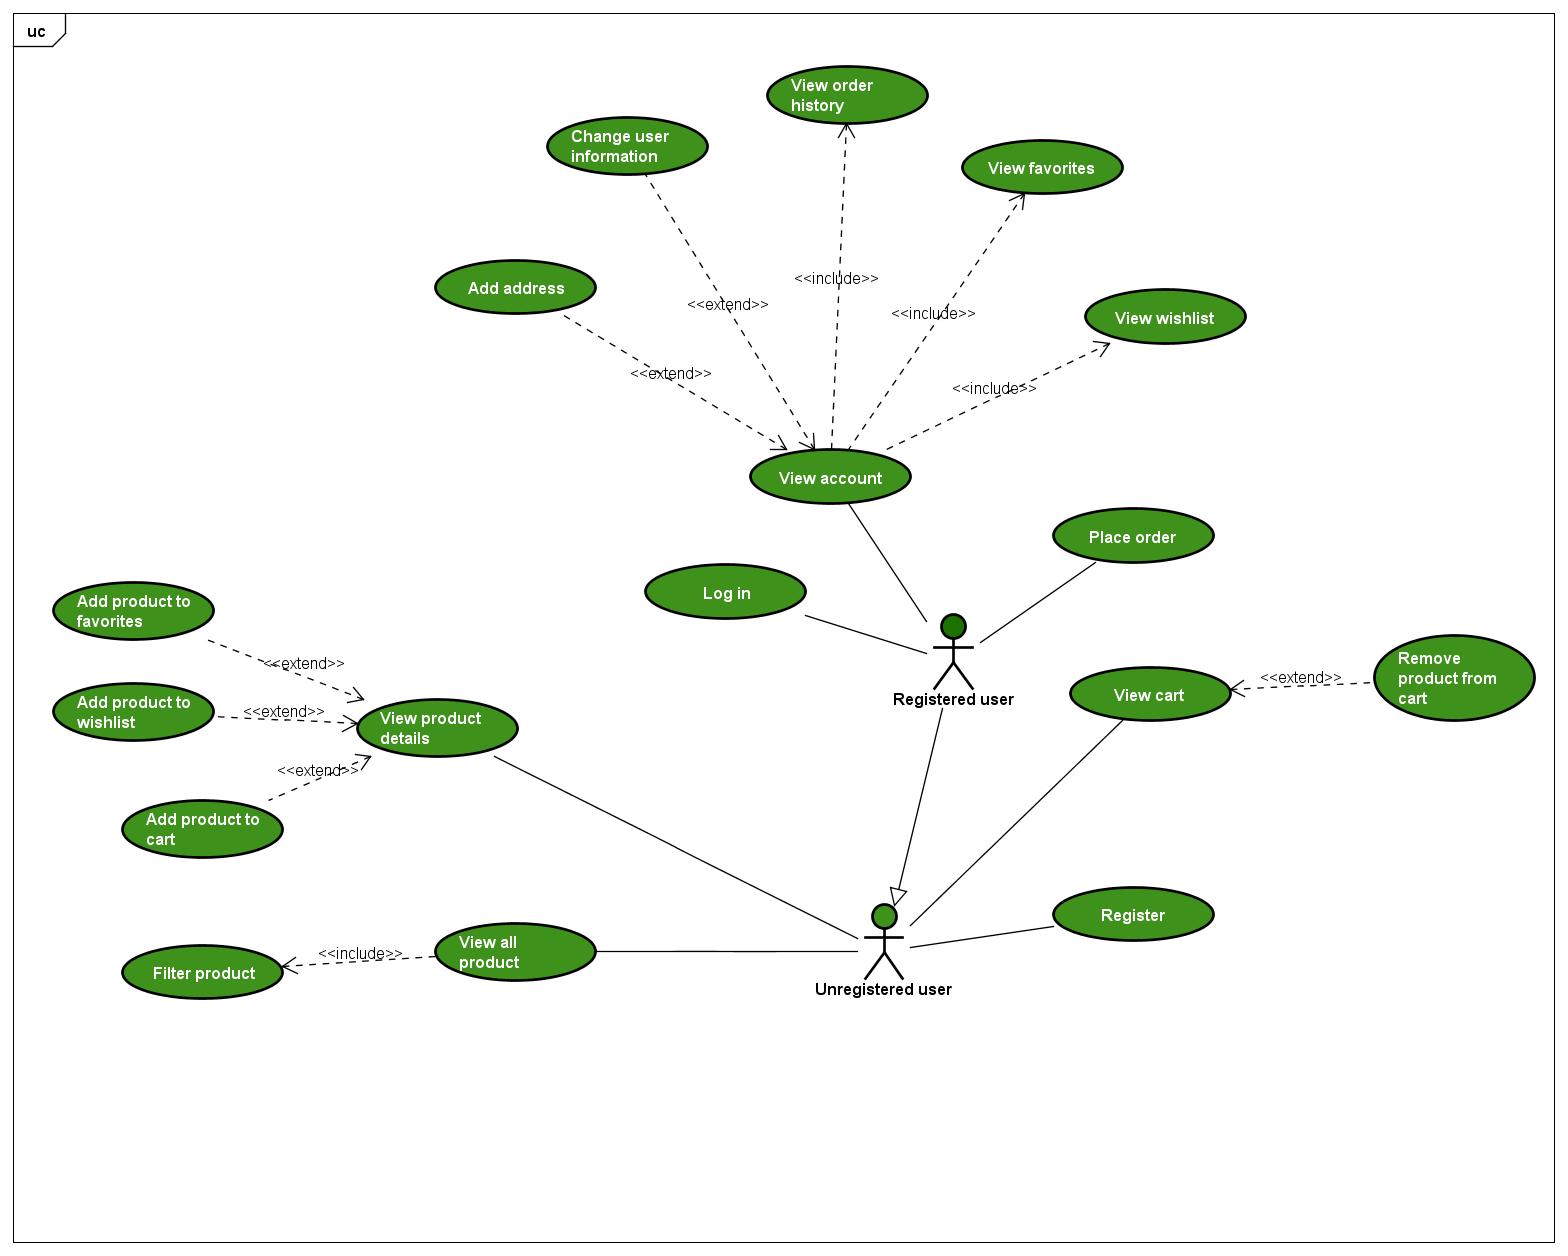 uc
View order
history
Change user
information
View favorites
<<include>>
Add address
<<extend>>
<<include>>
View wishlist
<<extend>>
<<include>>
View account
Place order
Log in
Add product to
favorites
<<extend>>
Remove
product from
cart
<<extend>>
View cart
Registered user
Add product to
wishlist
<<extend>>
View product
details
<<extend>>
Add product to
cart
Register
View all
product
<<include>>
Filter product
Unregistered user